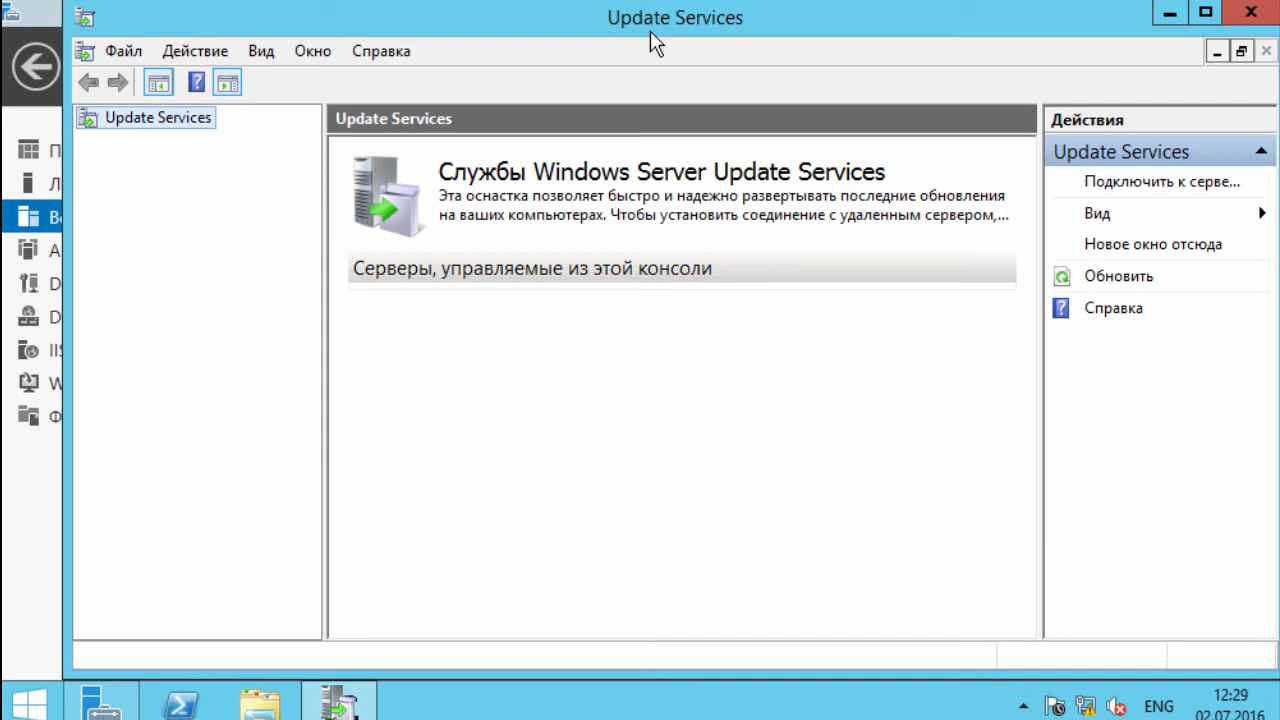 Update Services
Файл Действие Вид Окно Справка
Update Services
Update Services
Службы Windows Server Update Services
Эта оснастка позволяет быстро и надежно развертывать последние обновления
на ваших компьютерах. Чтобы установить соединение с удаленным сервером,...
Серверы, управляемые из этой консоли
Действия
Update Services
Подключить к серве...
Вид
Новое окно отсюда
Обновить
Справка
П
Л
В
A
D
D
IIS
W
Ф
ENG
12:29
02.07.2016